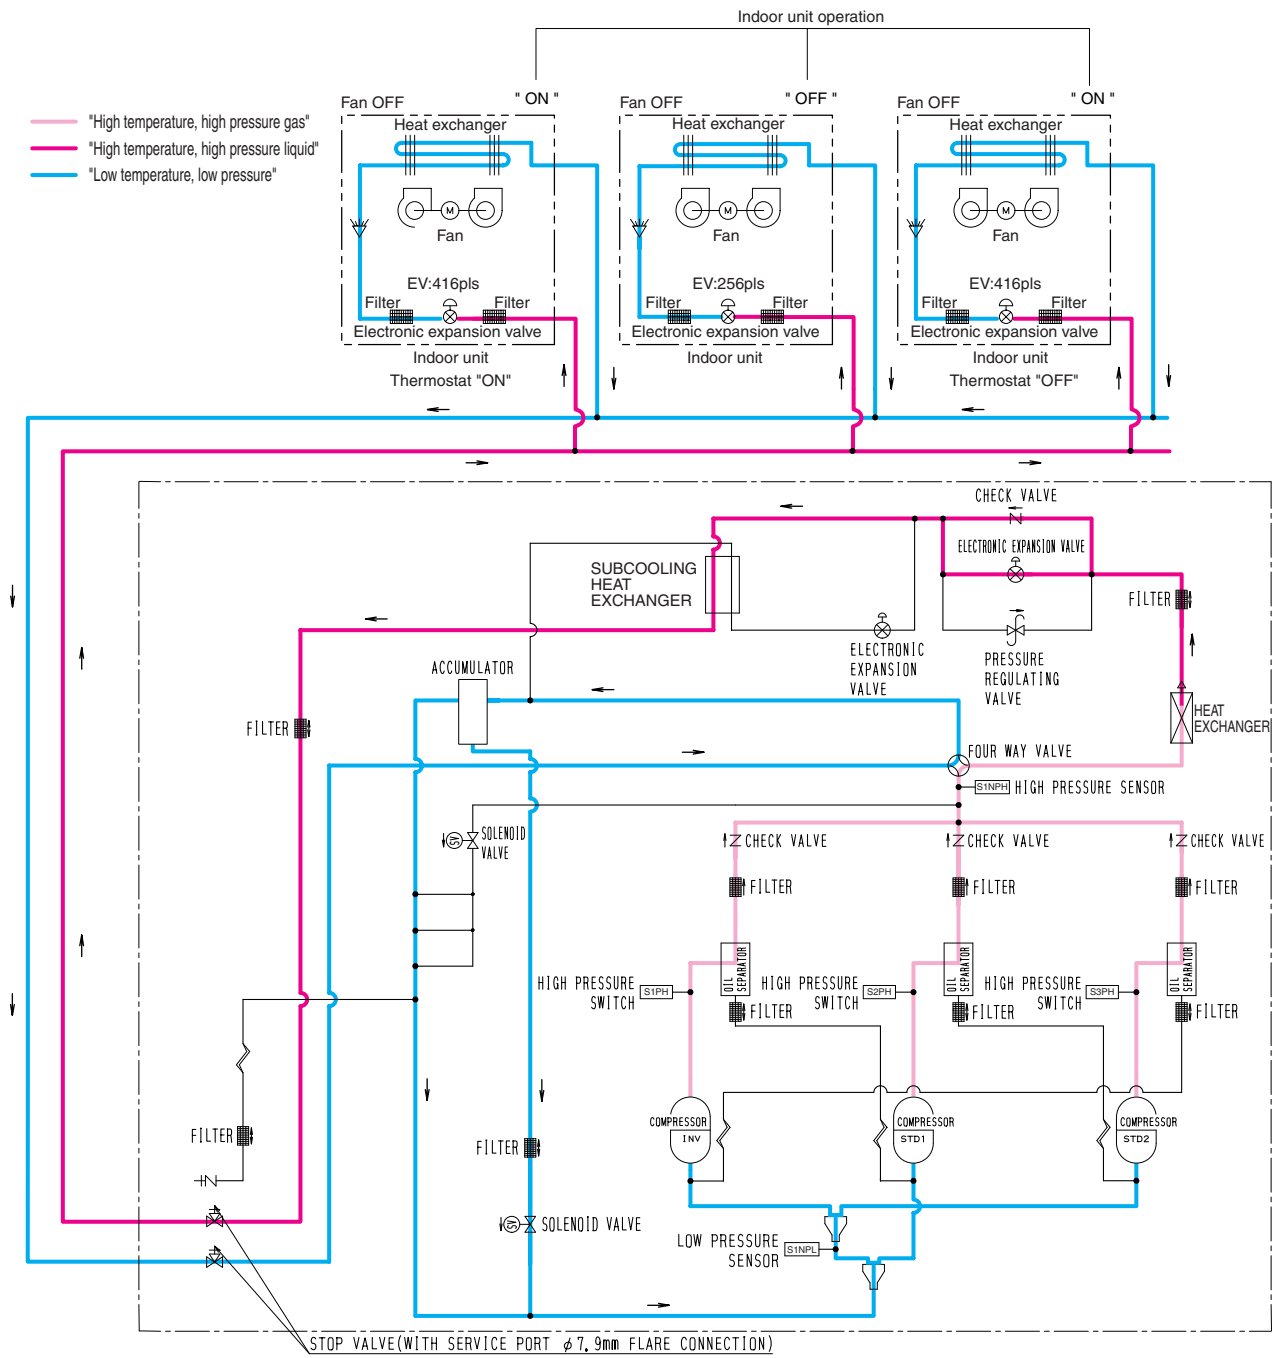 Indoor unit operation
Fan OFF
" ON "
Fan OFF
" OFF "
Fan OFF
" ON "
"High temperature, high pressure gas"
"High temperature, high pressure liquid"
"Low temperature, low pressure"
Heat exchanger
Heat exchanger
Heat exchanger
M
M
M
Fan
Fan
Fan
EV:416pls
EV:256pls
EV:416pls
Filter
Filter
Filter
Filter
Filter
Filter
Electronic expansion valve
Electronic expansion valve
Electronic expansion valve
Indoor unit
Indoor unit
Indoor unit
Thermostat "ON"
Thermostat "OFF"
CHECK VALVE
ELECTRONIC EXPANSION VALVE
SUBCOOLING
HEAT
EXCHANGER
FILTER
ELECTRONIC
EXPANSION
VALVE
PRESSURE
REGULATING
VALVE
ACCUMULATOR
HEAT
EXCHANGER
FILTER
FOUR WAY VALVE
S1NPH
HIGH PRESSURE SENSOR
SV
SOLENOID
VALVE
CHECK VALVE
CHECK VALVE
CHECK VALVE
FILTER
FILTER
FILTER
OIL
SEPARATOR
OIL
SEPARATOR
OIL
SEPARATOR
HIGH PRESSURE
SWITCH
S1PH
HIGH PRESSURE
SWITCH
S2PH
HIGH PRESSURE
SWITCH
S3PH
FILTER
FILTER
FILTER
COMPRESSOR
INV
COMPRESSOR
STD1
COMPRESSOR
STD2
FILTER
FILTER
SV
SOLENOID VALVE
LOW PRESSURE
SENSOR
S1NPL
STOP VALVE(WITH SERVICE PORT φ7.9mm FLARE CONNECTION)